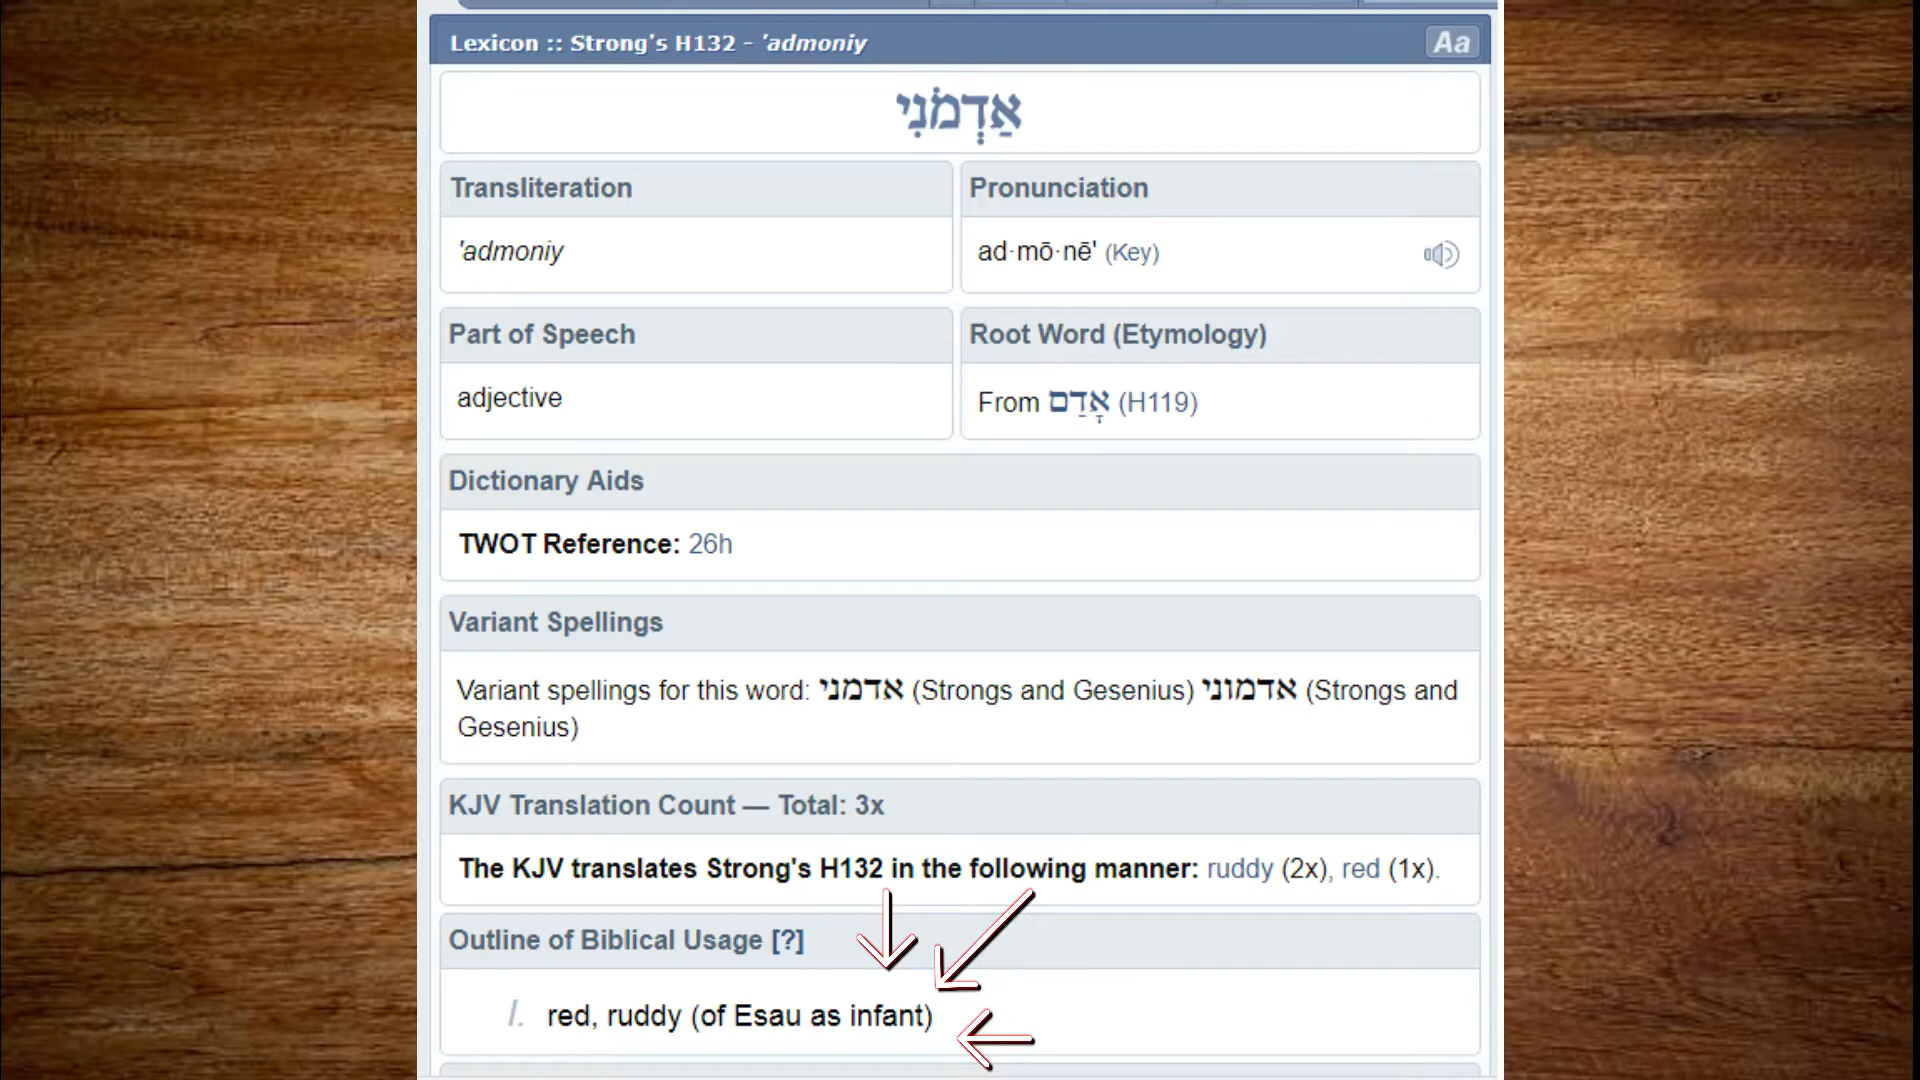 Lexicon :: Strong's H132 - 'admoniy
Aa
אַדְמֹנִי
Transliteration
Pronunciation
'admoniy
ad·mō·nē' (Key)
Part of Speech
Root Word (Etymology)
adjective
From אָדַם (H119)
Dictionary Aids
TWOT Reference: 26h
Variant Spellings
Variant spellings for this word: אדמני (Strongs and Gesenius) אדמוני (Strongs and
Gesenius)
KJV Translation Count — Total: 3x
The KJV translates Strong's H132 in the following manner: ruddy (2x), red (1x).
Outline of Biblical Usage [?]
I. red, ruddy (of Esau as infant)